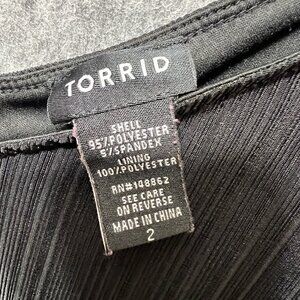 TORRID
SHELL
95%POLYESTER
5%SPANDEX
LINING
100%POLYESTER
RN#148862
SEE CARE
ON REVERSE
MADE IN CHINA
2